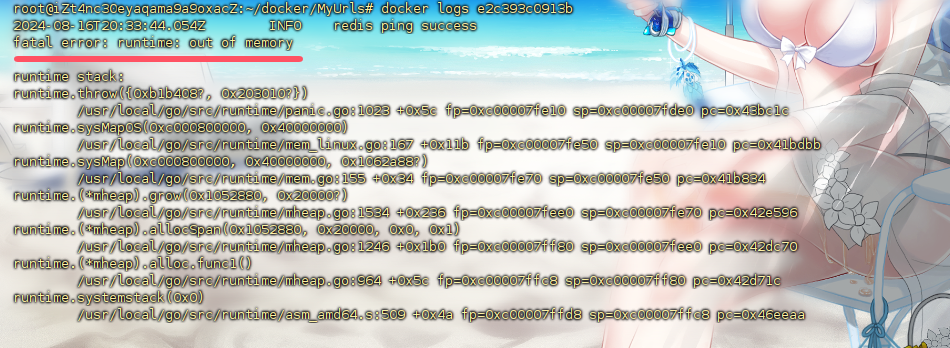 root@iZt4nc30eyaqama9a9oxacZ:~/docker/MyUrls# docker logs e2c393c0913b
2024-08-16T20:33:44.054Z INFO redis ping success
fatal error: runtime: out of memory
runtime stack:
runtime.throw({0xb1b408?, 0x203010?})
/usr/local/go/src/runtime/panic.go:1023 +0x5c fp=0xc00007fe10 sp=0xc00007fde0 pc=0x43bc1c
runtime.sysMapOS(0xc000800000, 0x40000000)
/usr/local/go/src/runtime/mem_linux.go:167 +0x11b fp=0xc00007fe50 sp=0xc00007fe10 pc=0x41bdbb
runtime.sysMap(0xc000800000, 0x40000000, 0x1062a88?)
/usr/local/go/src/runtime/mem.go:155 +0x34 fp=0xc00007fe70 sp=0xc00007fe50 pc=0x41b834
runtime.(*mheap).grow(0x1052880, 0x20000?)
/usr/local/go/src/runtime/mheap.go:1534 +0x236 fp=0xc00007fee0 sp=0xc00007fe70 pc=0x42e596
runtime.(*mheap).allocSpan(0x1052880, 0x20000, 0x0, 0x1)
/usr/local/go/src/runtime/mheap.go:1246 +0x1b0 fp=0xc00007ff80 sp=0xc00007fee0 pc=0x42dc70
runtime.(*mheap).alloc.func1()
/usr/local/go/src/runtime/mheap.go:964 +0x5c fp=0xc00007ffc8 sp=0xc00007ff80 pc=0x42d71c
runtime.systemstack(0x0)
/usr/local/go/src/runtime/asm_amd64.s:509 +0x4a fp=0xc00007ffd8 sp=0xc00007ffc8 pc=0x46eeaa